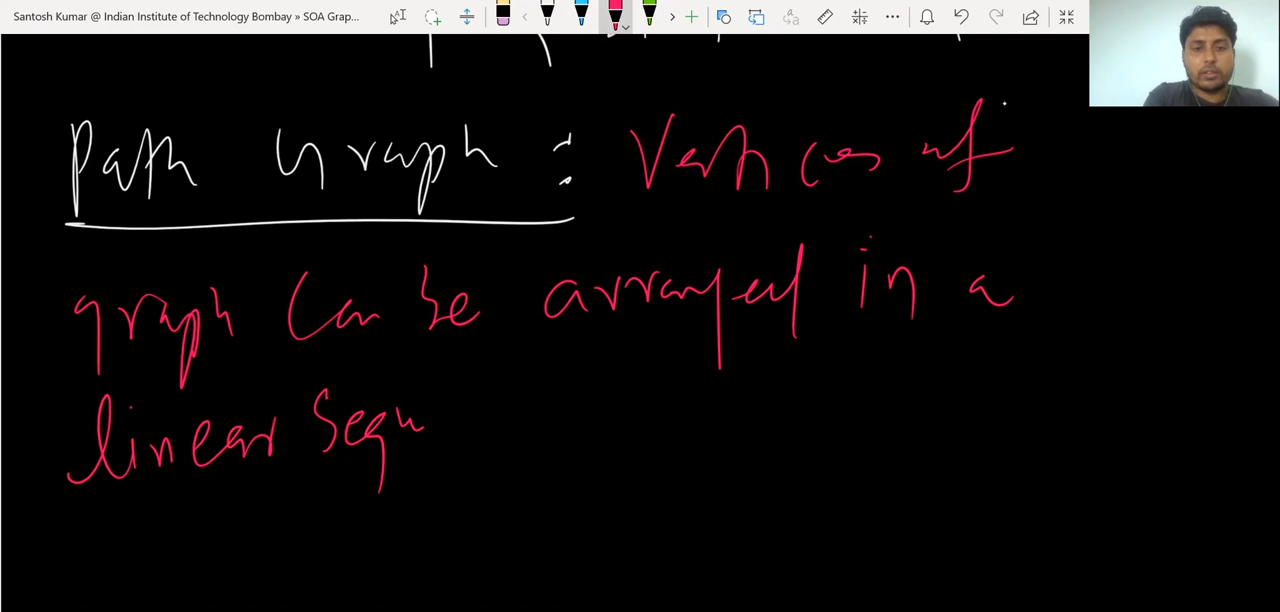 Santosh Kumar @ Indian Institute of Technology Bombay » SOA Grap...
Path Graph : Vertices of
graph can be arranged in a
linear Sequ